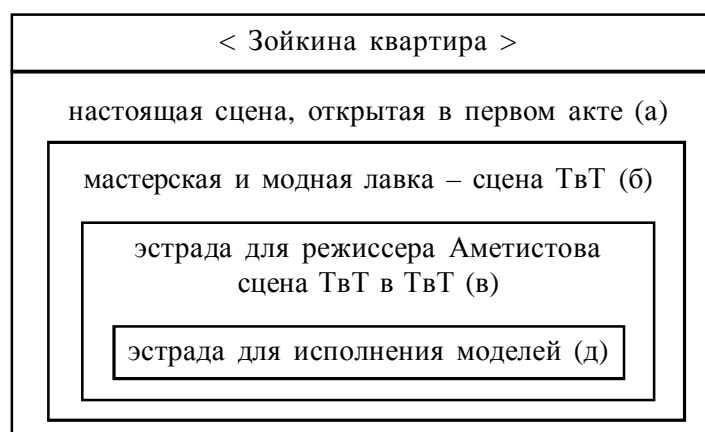 < Зойкина квартира >
настоящая сцена, открытая в первом акте (а)
мастерская и модная лавка – сцена ТвТ (б)
эстрада для режиссера Аметистова
сцена ТвТ в ТвТ (в)
эстрада для исполнения моделей (д)